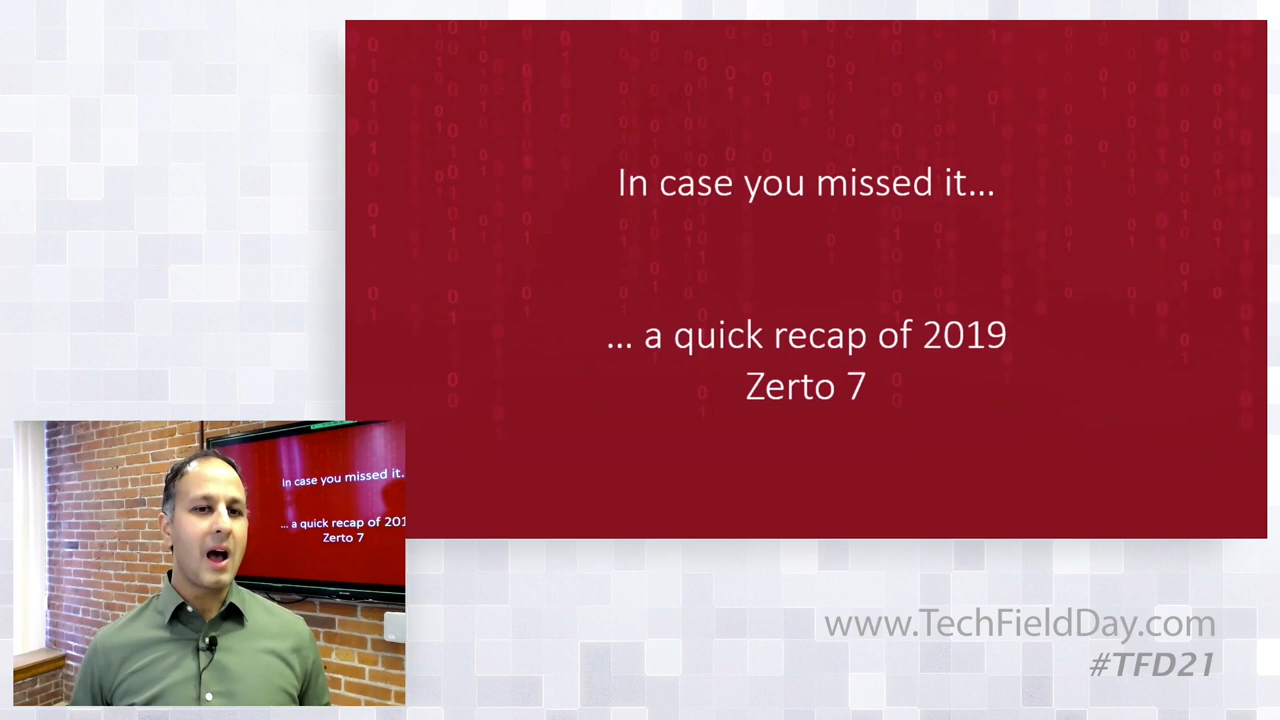 In case you missed it...
... a quick recap of 2019
Zerto 7
In case you missed it..
... a quick recap of 201
Zerto 7
www.TechFieldDay.com
#TFD21